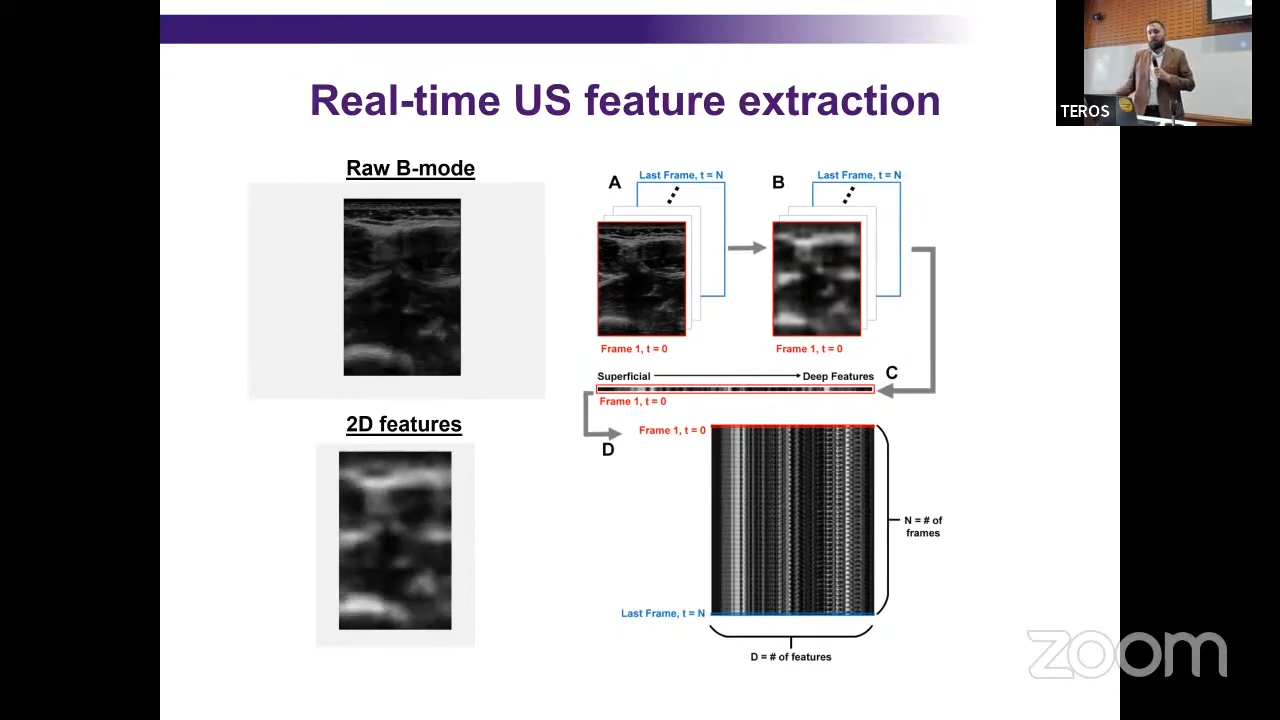 Real-time US feature extraction
TEROS
Raw B-mode
2D features
A
Last Frame, t = N
Frame 1, t = 0
B
Last Frame, t = N
Frame 1, t = 0
C
Superficial
Deep Features
Frame 1, t = 0
D
Frame 1, t = 0
N = # of
frames
Last Frame, t = N
D = # of features
zoom